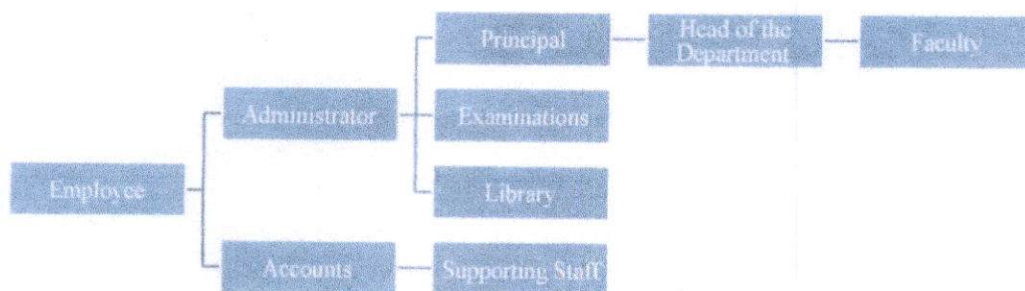 Principal
Head of the
Department
Faculty
Administrator
Examinations
Employee
Library
Accounts
Supporting Staff